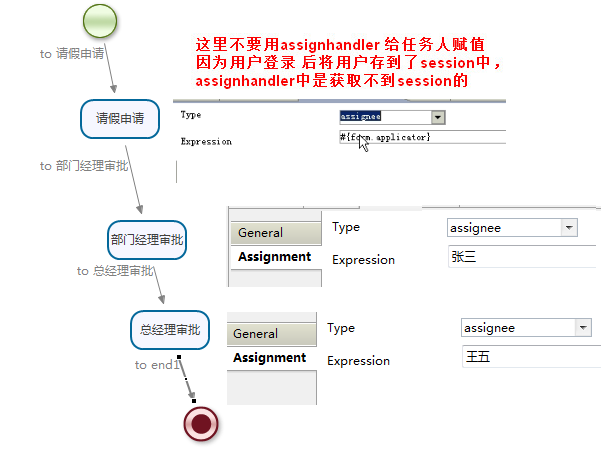 to 请假申请
这里不要用assignhandler 给任务人赋值
因为用户登录 后将用户存到了session中，
assignhandler中是获取不到session的
请假申请
Type
assignee
Expression
#{form.applicator}
to 部门经理审批
部门经理审批
General
Assignment
Type
assignee
Expression
张三
to 总经理审批
总经理审批
General
Assignment
Type
assignee
Expression
王五
to end1